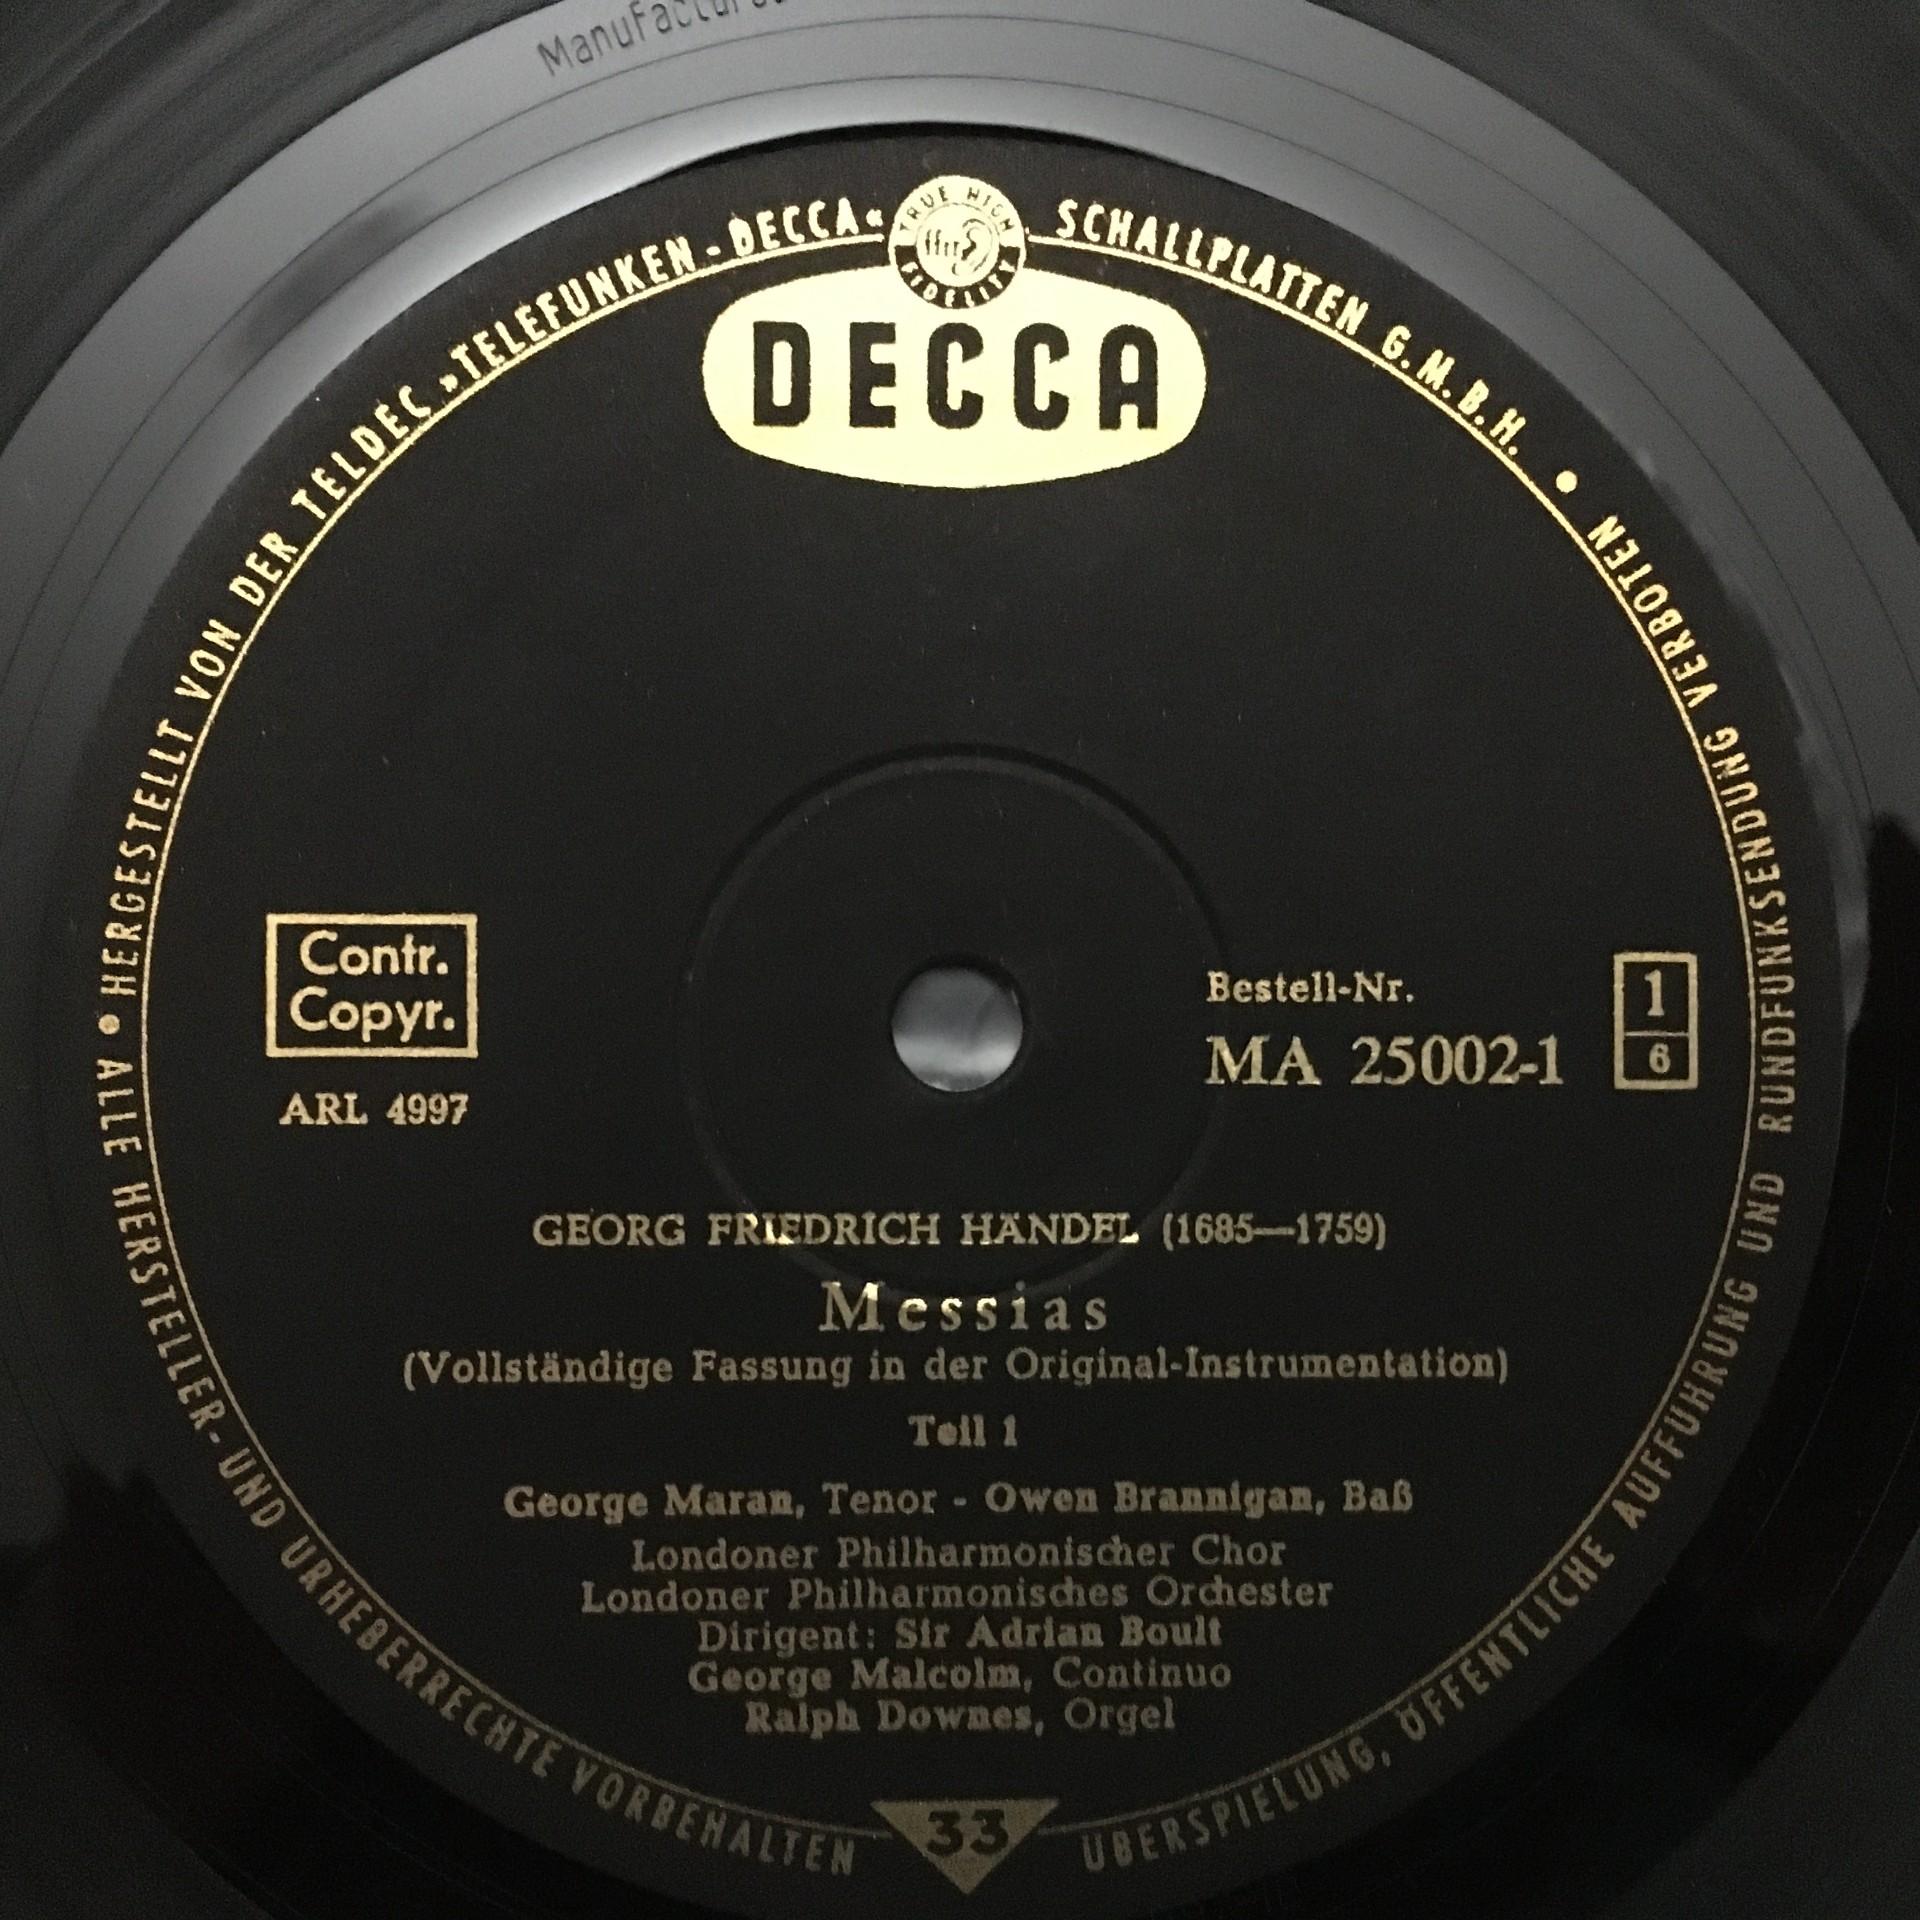 Manufactured
HERGESTELLT VON DER TELDEC »TELEFUNKEN-DECCA« SCHALLPLATTEN G.M.B.H. •
TRUE HIGH FIDELITY
ffrr
DECCA
Contr.
Copyr.
ARL 4997
Bestell-Nr.
MA 25002-1
1
6
GEORG FRIEDRICH HÄNDEL (1685—1759)
Messias
(Vollständige Fassung in der Original-Instrumentation)
Teil 1
George Maran, Tenor - Owen Brannigan, Baß
Londoner Philharmonischer Chor
Londoner Philharmonisches Orchester
Dirigent: Sir Adrian Boult
George Malcolm, Continuo
Ralph Downes, Orgel
33
• ALLE HERSTELLER- UND URHEBERRECHTE VORBEHALTEN
ÜBERSPIELUNG, ÖFFENTLICHE AUFFÜHRUNG UND RUNDFUNKSENDUNG VERBOTEN